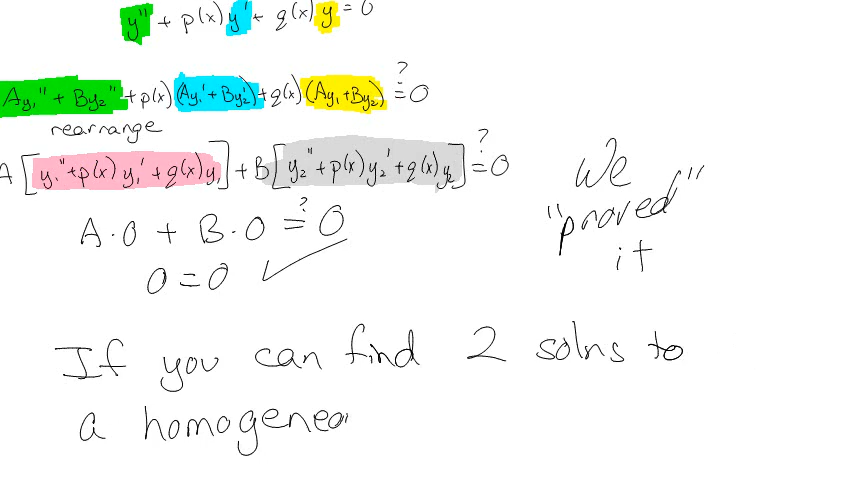 y'' + p(x) y' + q(x) y = 0
Ay₁'' + By₂'' + p(x) (Ay₁' + By₂') + q(x) (Ay₁ + By₂) ≟ 0
rearrange
A [y₁'' + p(x) y₁' + q(x) y₁] + B [y₂'' + p(x) y₂' + q(x) y₂] ≟ 0
A·0 + B·0 ≟ 0
0 = 0 ✓
We
"proved"
it
If you can find 2 solns to
a homogeneo